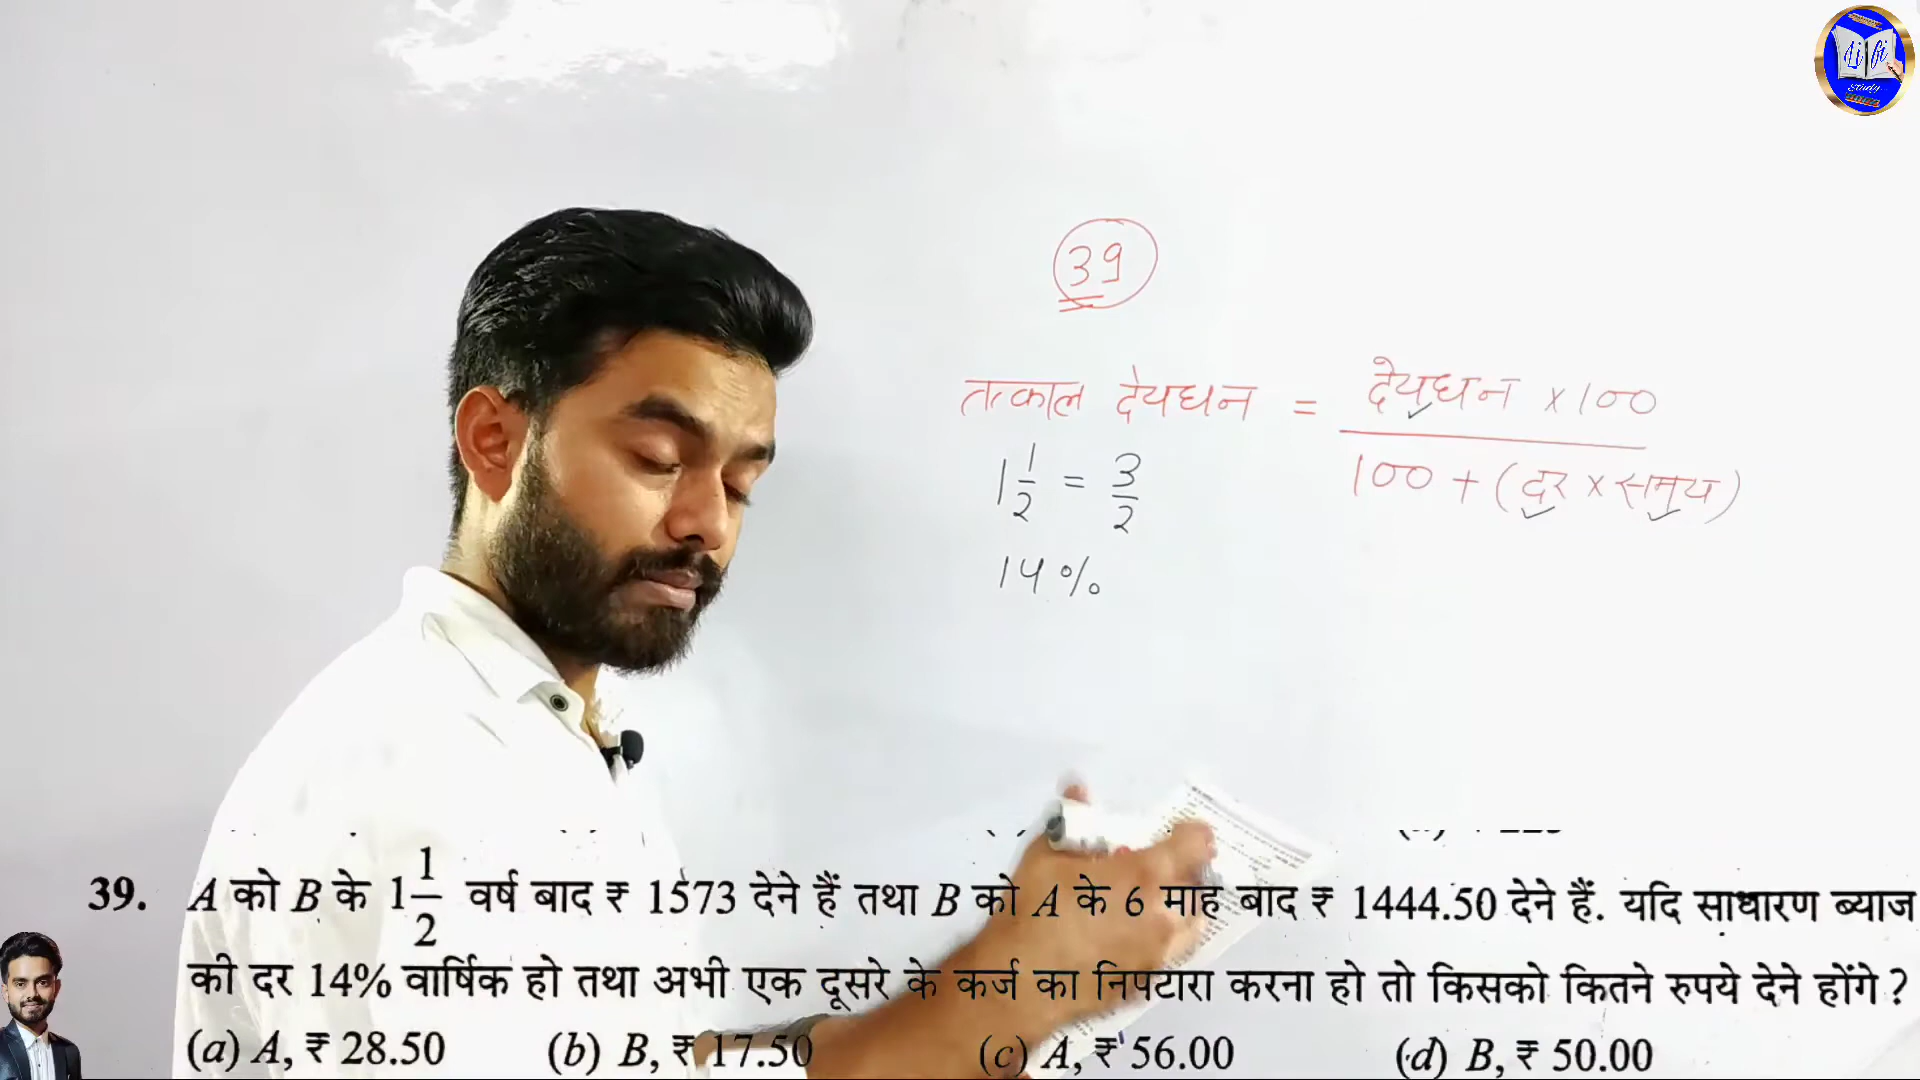 Study
39
तत्काल देयधन = देयधन × 100
100 + (दर × समय)
1 1/2 = 3/2
14 %
39. A को B के 1 1/2 वर्ष बाद ₹ 1573 देने हैं तथा B को A के 6 माह बाद ₹ 1444.50 देने हैं. यदि साधारण ब्याज
की दर 14% वार्षिक हो तथा अभी एक दूसरे के कर्ज का निपटारा करना हो तो किसको कितने रुपये देने होंगे ?
(a) A, ₹ 28.50 (b) B, ₹ 17.50 (c) A, ₹ 56.00 (d) B, ₹ 50.00